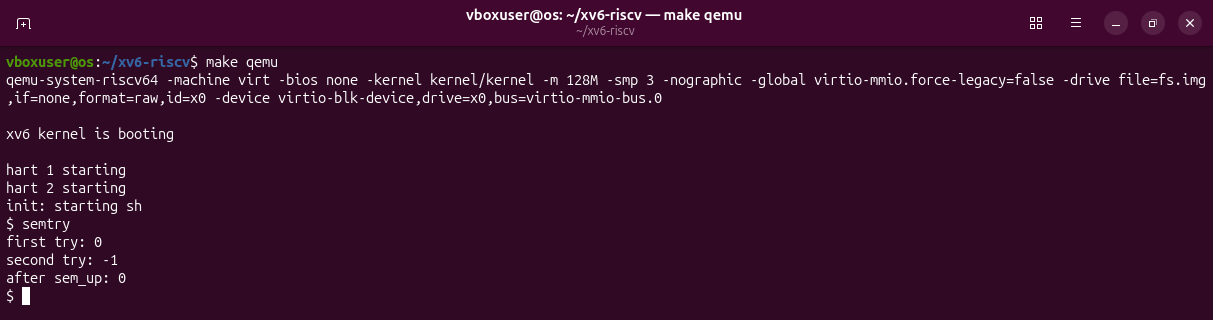 vboxuser@os: ~/xv6-riscv — make qemu
~/xv6-riscv
vboxuser@os:~/xv6-riscv$ make qemu
qemu-system-riscv64 -machine virt -bios none -kernel kernel/kernel -m 128M -smp 3 -nographic -global virtio-mmio.force-legacy=false -drive file=fs.img
,if=none,format=raw,id=x0 -device virtio-blk-device,drive=x0,bus=virtio-mmio-bus.0
xv6 kernel is booting
hart 1 starting
hart 2 starting
init: starting sh
$ semtry
first try: 0
second try: -1
after sem_up: 0
$